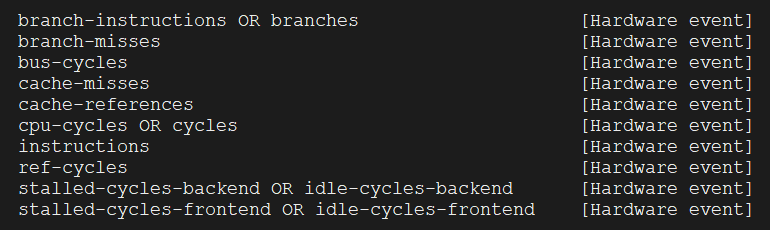 branch-instructions OR branches [Hardware event]
branch-misses [Hardware event]
bus-cycles [Hardware event]
cache-misses [Hardware event]
cache-references [Hardware event]
cpu-cycles OR cycles [Hardware event]
instructions [Hardware event]
ref-cycles [Hardware event]
stalled-cycles-backend OR idle-cycles-backend [Hardware event]
stalled-cycles-frontend OR idle-cycles-frontend [Hardware event]